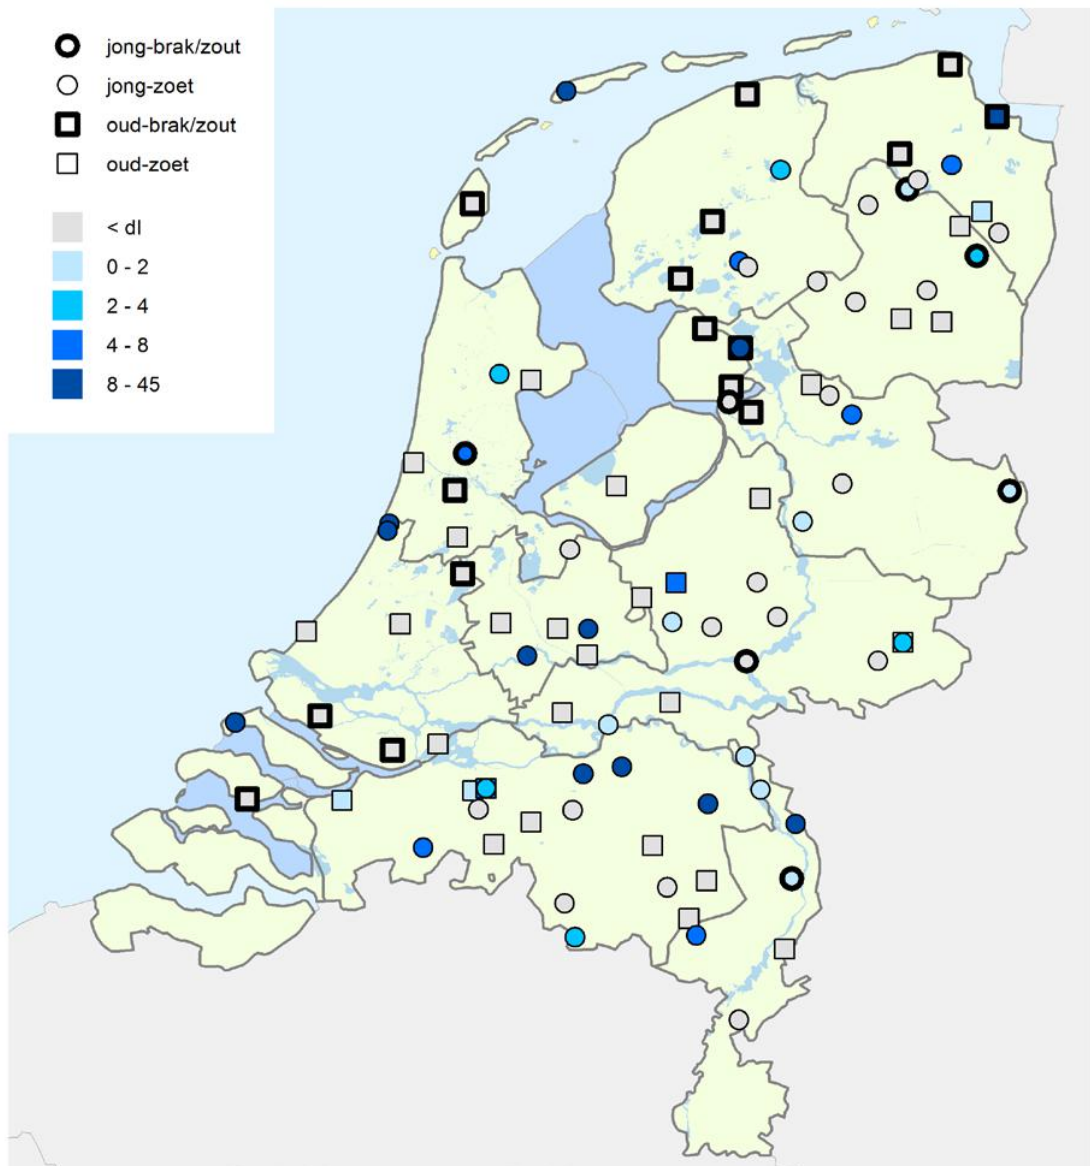 jong-brak/zout
jong-zoet
oud-brak/zout
oud-zoet
< dl
0 - 2
2 - 4
4 - 8
8 - 45